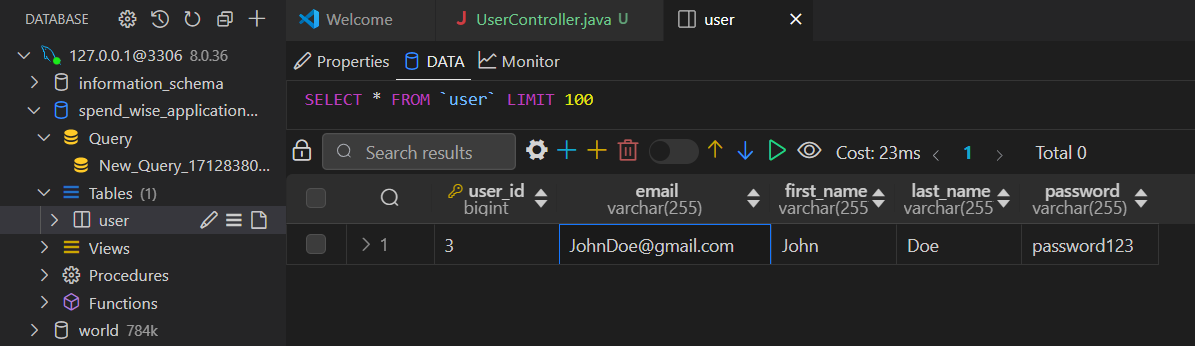 DATABASE
Welcome
J UserController.java U
user
127.0.0.1@3306 8.0.36
information_schema
spend_wise_application...
Query
New_Query_17128380...
Tables (1)
user
Views
Procedures
Functions
world 784k
Properties
DATA
Monitor
SELECT * FROM `user` LIMIT 100
Search results
Cost: 23ms
1
Total 0
user_id
bigint
email
varchar(255)
first_name
varchar(255
last_name
varchar(255
password
varchar(255)
1 3 JohnDoe@gmail.com John Doe password123